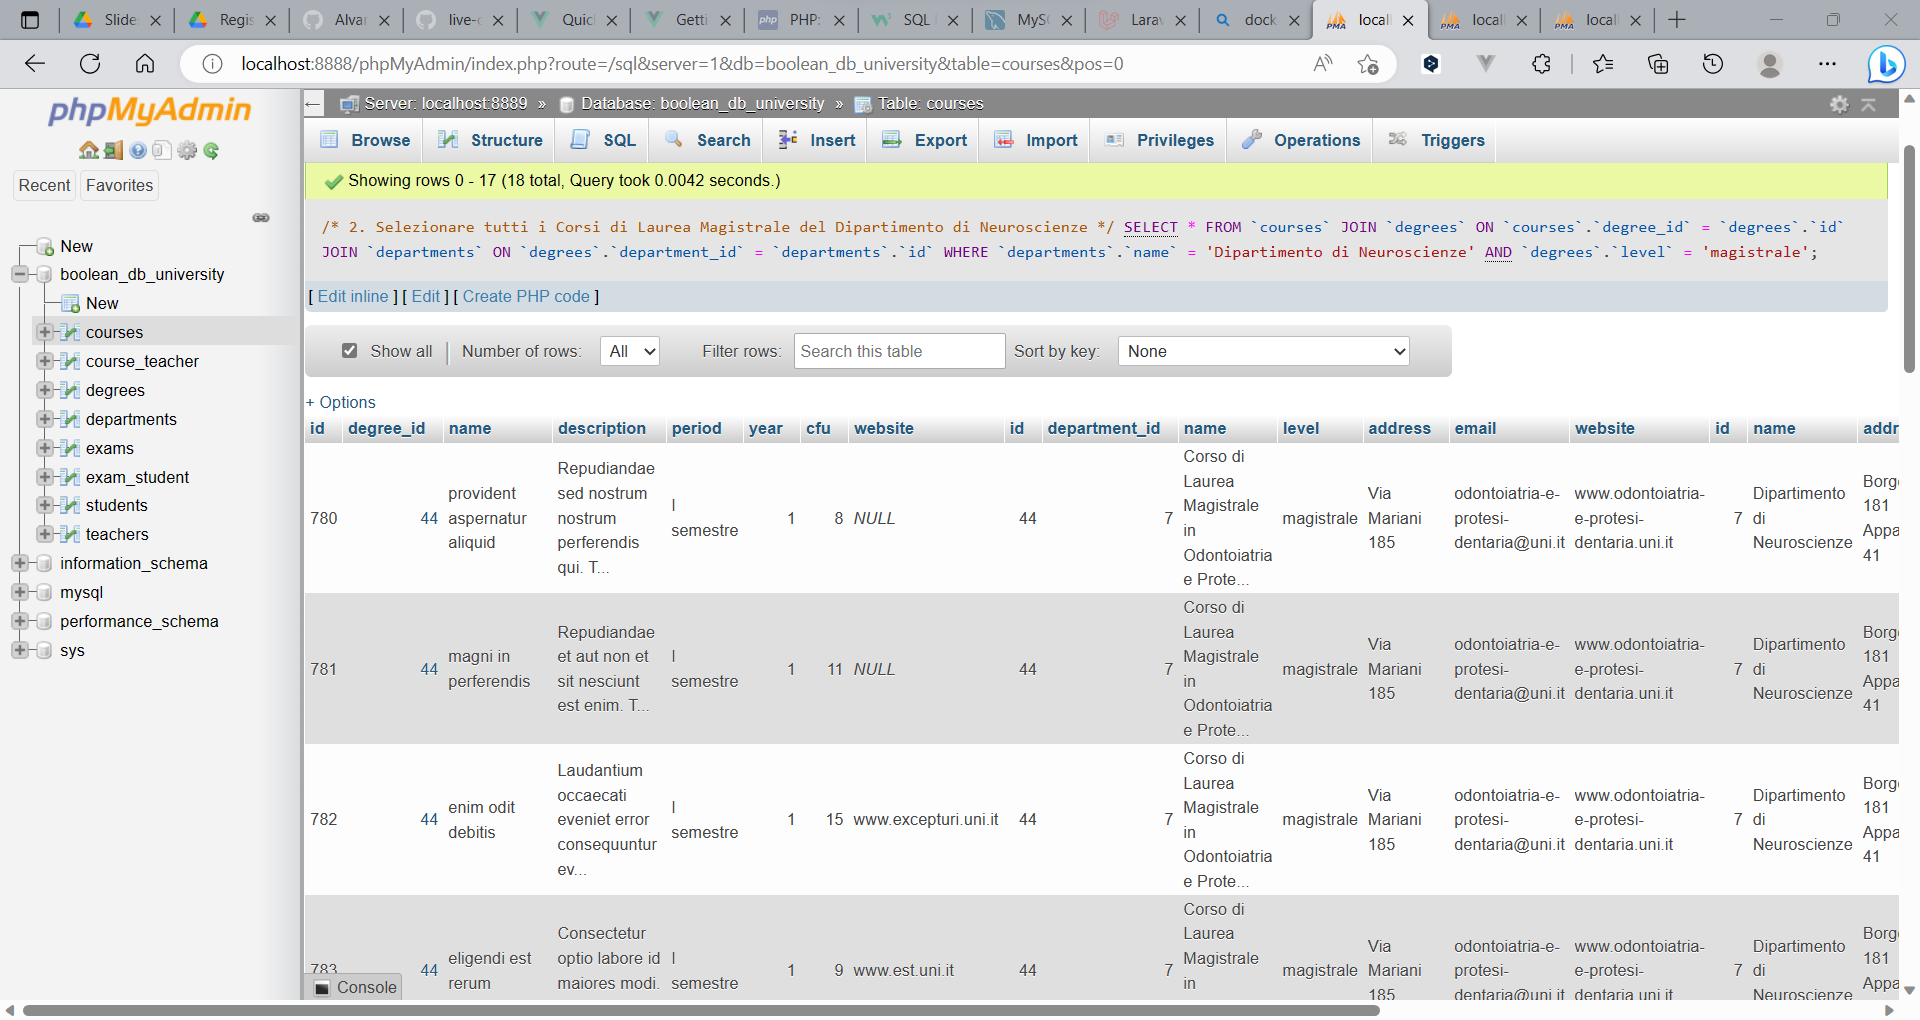 Slide
Regis
Alvar
live-c
Quicl
Getti
PHP:
SQL
MySC
Larav
dock
locall
locall
locall
localhost:8888/phpMyAdmin/index.php?route=/sql&server=1&db=boolean_db_university&table=courses&pos=0
phpMyAdmin
Recent
Favorites
New
boolean_db_university
New
courses
course_teacher
degrees
departments
exams
exam_student
students
teachers
information_schema
mysql
performance_schema
sys
Server: localhost:8889 » Database: boolean_db_university » Table: courses
Browse Structure SQL Search Insert Export Import Privileges Operations Triggers
Showing rows 0 - 17 (18 total, Query took 0.0042 seconds.)
/* 2. Selezionare tutti i Corsi di Laurea Magistrale del Dipartimento di Neuroscienze */ SELECT * FROM `courses` JOIN `degrees` ON `courses`.`degree_id` = `degrees`.`id`
JOIN `departments` ON `degrees`.`department_id` = `departments`.`id` WHERE `departments`.`name` = 'Dipartimento di Neuroscienze' AND `degrees`.`level` = 'magistrale';
[ Edit inline ] [ Edit ] [ Create PHP code ]
Show all Number of rows: All Filter rows: Search this table Sort by key: None
+ Options
id degree_id name description period year cfu website id department_id name level address email website id name addr
780
44
provident
aspernatur
aliquid
Repudiandae
sed nostrum
nostrum
perferendis
qui. T...
I
semestre
1
8
NULL
44
7
Corso di
Laurea
Magistrale
in
Odontoiatria
e Prote...
magistrale
Via
Mariani
185
odontoiatria-e-
protesi-
dentaria@uni.it
www.odontoiatria-
e-protesi-
dentaria.uni.it
7
Dipartimento
di
Neuroscienze
Borg
181
Appa
41
781
44
magni in
perferendis
Repudiandae
et aut non et
sit nesciunt
est enim. T...
I
semestre
1
11
NULL
44
7
Corso di
Laurea
Magistrale
in
Odontoiatria
e Prote...
magistrale
Via
Mariani
185
odontoiatria-e-
protesi-
dentaria@uni.it
www.odontoiatria-
e-protesi-
dentaria.uni.it
7
Dipartimento
di
Neuroscienze
Borg
181
Appa
41
782
44
enim odit
debitis
Laudantium
occaecati
eveniet error
consequuntur
ev...
I
semestre
1
15
www.excepturi.uni.it
44
7
Corso di
Laurea
Magistrale
in
Odontoiatria
e Prote...
magistrale
Via
Mariani
185
odontoiatria-e-
protesi-
dentaria@uni.it
www.odontoiatria-
e-protesi-
dentaria.uni.it
7
Dipartimento
di
Neuroscienze
Borg
181
Appa
41
783
44
eligendi est
rerum
Consectetur
optio labore id
maiores modi.
I
semestre
1
9
www.est.uni.it
44
7
Corso di
Laurea
Magistrale
in
magistrale
Via
Mariani
185
odontoiatria-e-
protesi-
dentaria@uni.it
www.odontoiatria-
e-protesi-
dentaria.uni.it
7
Dipartimento
di
Neuroscienze
Borg
181
Appa
Console